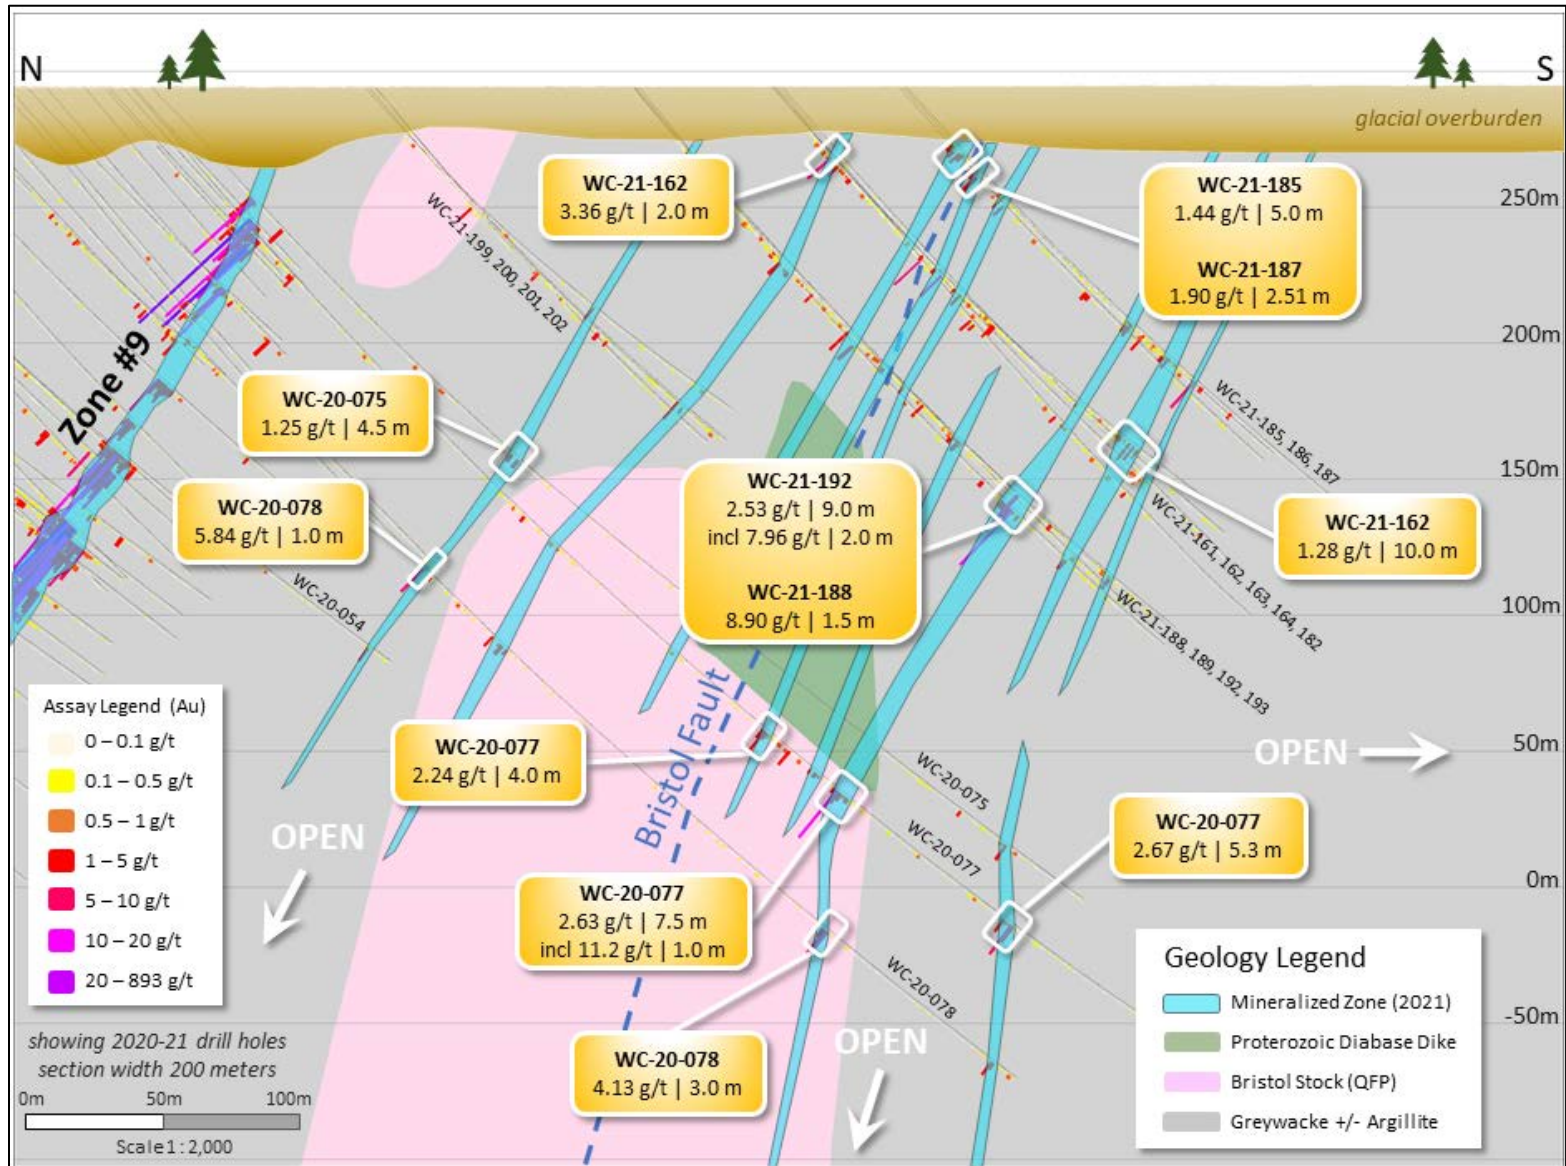 N
S
glacial overburden
250m
200m
150m
100m
50m
0m
-50m
WC-21-162
3.36 g/t | 2.0 m
WC-21-185
1.44 g/t | 5.0 m
WC-21-187
1.90 g/t | 2.51 m
WC-21-199, 200, 201, 202
Zone #9
WC-20-075
1.25 g/t | 4.5 m
WC-20-078
5.84 g/t | 1.0 m
WC-21-192
2.53 g/t | 9.0 m
incl 7.96 g/t | 2.0 m
WC-21-188
8.90 g/t | 1.5 m
WC-21-185, 186, 187
WC-21-162
1.28 g/t | 10.0 m
WC-21-161, 162, 163, 164, 182
WC-21-188, 189, 192, 193
WC-20-054
WC-20-077
2.24 g/t | 4.0 m
Bristol Fault
OPEN
OPEN
WC-20-075
WC-20-077
WC-20-077
2.67 g/t | 5.3 m
WC-20-077
2.63 g/t | 7.5 m
incl 11.2 g/t | 1.0 m
WC-20-078
WC-20-078
4.13 g/t | 3.0 m
OPEN
Assay Legend (Au)
0 – 0.1 g/t
0.1 – 0.5 g/t
0.5 – 1 g/t
1 – 5 g/t
5 – 10 g/t
10 – 20 g/t
20 – 893 g/t
showing 2020-21 drill holes
section width 200 meters
0m 50m 100m
Scale 1 : 2,000
Geology Legend
Mineralized Zone (2021)
Proterozoic Diabase Dike
Bristol Stock (QFP)
Greywacke +/- Argillite